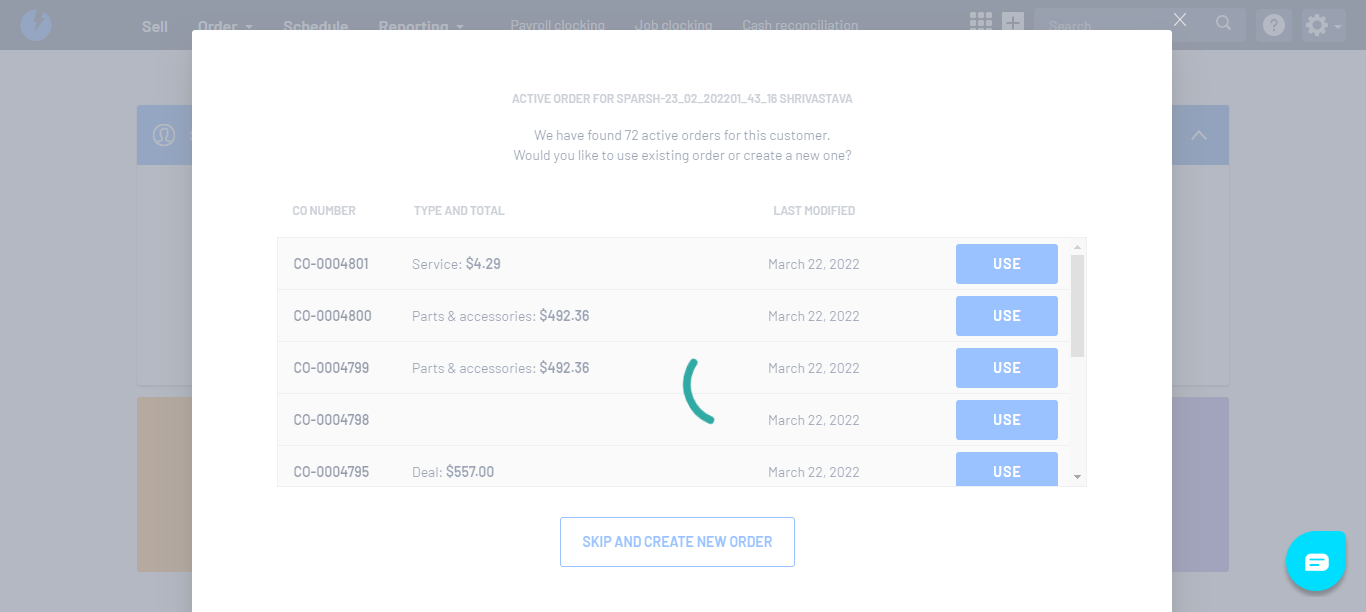 Sell Order Schedule Reporting Payroll clocking Job clocking Cash reconciliation Search
ACTIVE ORDER FOR SPARSH-23_02_202201_43_16 SHRIVASTAVA
We have found 72 active orders for this customer.
Would you like to use existing order or create a new one?
CO NUMBER TYPE AND TOTAL LAST MODIFIED
CO-0004801 Service: $4.29 March 22, 2022 USE
CO-0004800 Parts & accessories: $492.36 March 22, 2022 USE
CO-0004799 Parts & accessories: $492.36 March 22, 2022 USE
CO-0004798 March 22, 2022 USE
CO-0004795 Deal: $557.00 March 22, 2022 USE
SKIP AND CREATE NEW ORDER